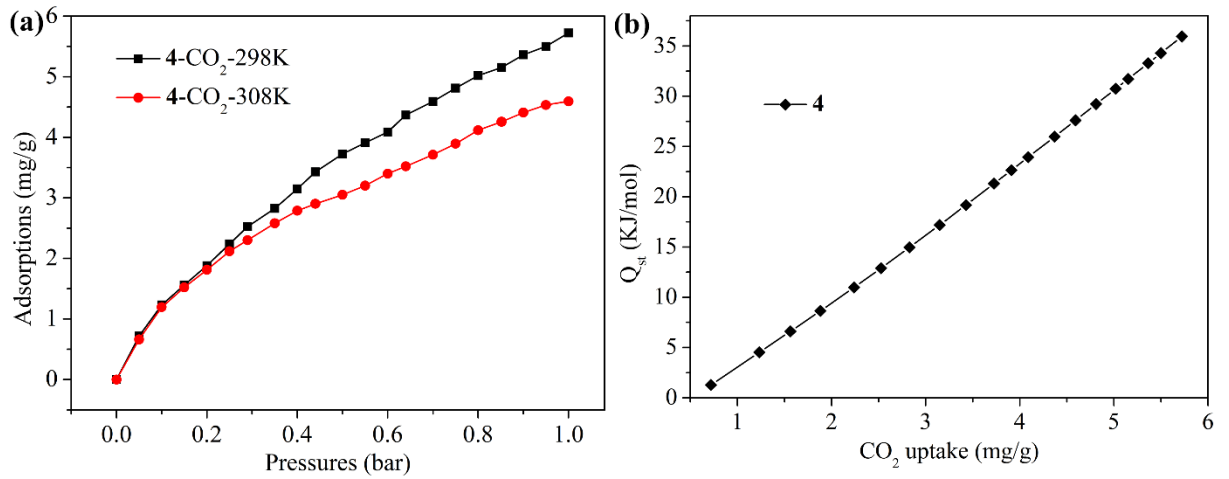 (a)
4-CO₂-298K
4-CO₂-308K
Adsorptions (mg/g)
6
5
4
3
2
1
0
0.0 0.2 0.4 0.6 0.8 1.0
Pressures (bar)
(b)
4
Q_st (KJ/mol)
35
30
25
20
15
10
5
0
1 2 3 4 5 6
CO₂ uptake (mg/g)